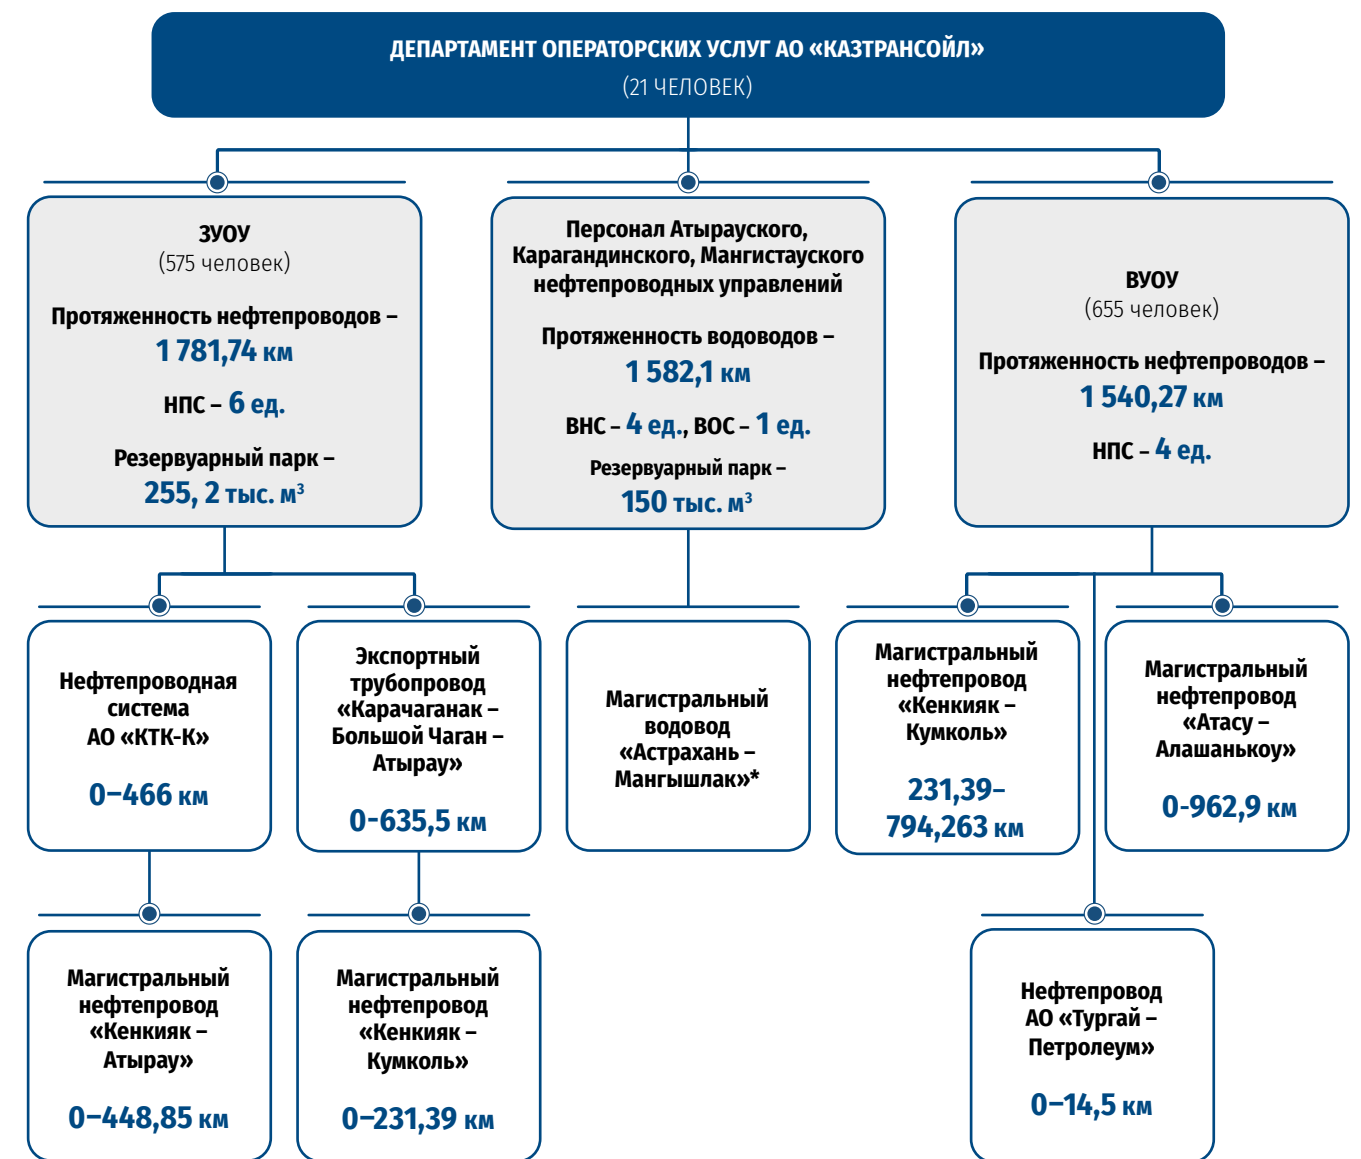 ДЕПАРТАМЕНТ ОПЕРАТОРСКИХ УСЛУГ АО «КАЗТРАНСОЙЛ»
(21 ЧЕЛОВЕК)
ЗУОУ
(575 человек)
Протяженность нефтепроводов –
1 781,74 км
НПС – 6 ед.
Резервуарный парк –
255, 2 тыс. м³
Персонал Атырауского,
Карагандинского, Мангистауского
нефтепроводных управлений
Протяженность водоводов –
1 582,1 км
ВНС – 4 ед., ВОС – 1 ед.
Резервуарный парк –
150 тыс. м³
ВУОУ
(655 человек)
Протяженность нефтепроводов –
1 540,27 км
НПС – 4 ед.
Нефтепроводная
система
АО «КТК-К»
0–466 км
Экспортный
трубопровод
«Карачаганак –
Большой Чаган –
Атырау»
0-635,5 км
Магистральный
водовод
«Астрахань –
Мангышлак»*
Магистральный
нефтепровод
«Кенкияк –
Кумколь»
231,39–
794,263 км
Магистральный
нефтепровод
«Атасу –
Алашанькоу»
0-962,9 км
Магистральный
нефтепровод
«Кенкияк –
Атырау»
0–448,85 км
Магистральный
нефтепровод
«Кенкияк –
Кумколь»
0–231,39 км
Нефтепровод
АО «Тургай –
Петролеум»
0–14,5 км